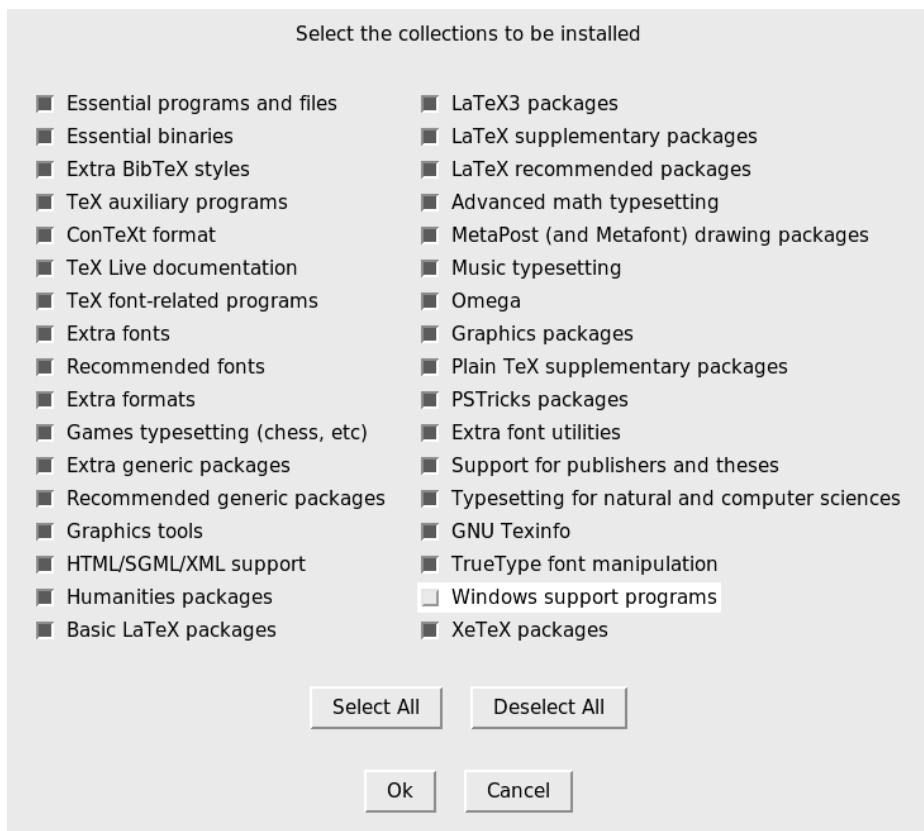 Select the collections to be installed
Essential programs and files
Essential binaries
Extra BibTeX styles
TeX auxiliary programs
ConTeXt format
TeX Live documentation
TeX font-related programs
Extra fonts
Recommended fonts
Extra formats
Games typesetting (chess, etc)
Extra generic packages
Recommended generic packages
Graphics tools
HTML/SGML/XML support
Humanities packages
Basic LaTeX packages
LaTeX3 packages
LaTeX supplementary packages
LaTeX recommended packages
Advanced math typesetting
MetaPost (and Metafont) drawing packages
Music typesetting
Omega
Graphics packages
Plain TeX supplementary packages
PSTricks packages
Extra font utilities
Support for publishers and theses
Typesetting for natural and computer sciences
GNU Texinfo
TrueType font manipulation
Windows support programs
XeTeX packages
Select All
Deselect All
Ok
Cancel